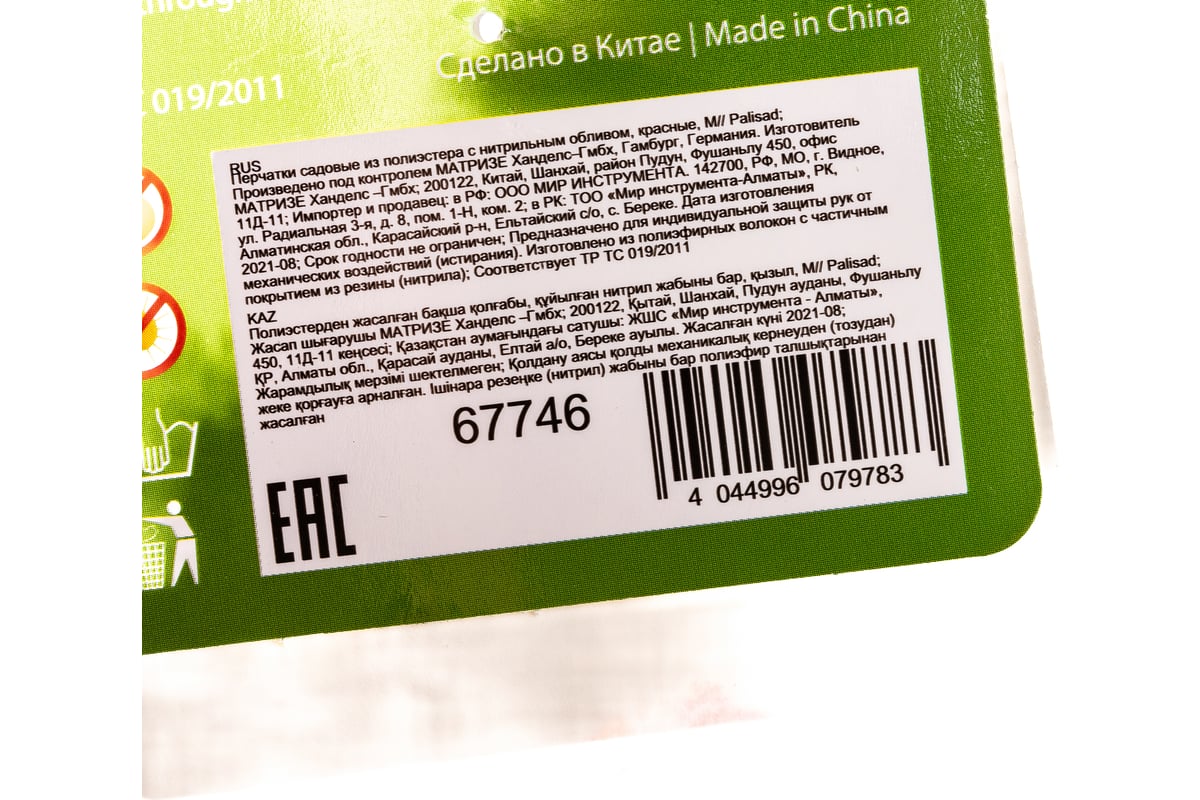 through
Сделано в Китае | Made in China
019/2011
RUS
Перчатки садовые из полиэстера с нитрильным обливом, красные, M// Palisad;
Произведено под контролем МАТРИЗЕ Ханделс–Гмбх, Гамбург, Германия. Изготовитель
МАТРИЗЕ Ханделс –Гмбх; 200122, Китай, Шанхай, район Пудун, Фушаньлу 450, офис
11Д-11; Импортер и продавец: в РФ: ООО МИР ИНСТРУМЕНТА. 142700, РФ, МО, г. Видное,
ул. Радиальная 3-я, д. 8, пом. 1-Н, ком. 2; в РК: ТОО «Мир инструмента-Алматы», РК,
Алматинская обл., Карасайский р-н, Ельтайский с/о, с. Береке. Дата изготовления
2021-08; Срок годности не ограничен; Предназначено для индивидуальной защиты рук от
механических воздействий (истирания). Изготовлено из полиэфирных волокон с частичным
покрытием из резины (нитрила); Соответствует ТР ТС 019/2011
KAZ
Полиэстерден жасалған бақша қолғабы, құйылған нитрил жабыны бар, қызыл, M// Palisad;
Жасап шығарушы МАТРИЗЕ Ханделс –Гмбх; 200122, Қытай, Шанхай, Пудун ауданы, Фушаньлу
450, 11Д-11 кеңсесі; Қазақстан аумағындағы сатушы: ЖШС «Мир инструмента - Алматы»,
ҚР, Алматы обл., Қарасай ауданы, Елтай а/о, Береке ауылы. Жасалған күні 2021-08;
Жарамдылық мерзімі шектелмеген; Қолдану аясы қолды механикалық кернеуден (тозудан)
жеке қорғауға арналған. Ішінара резеңке (нитрил) жабыны бар полиэфир талшықтарынан
жасалған
67746
4 044996 079783
EAC